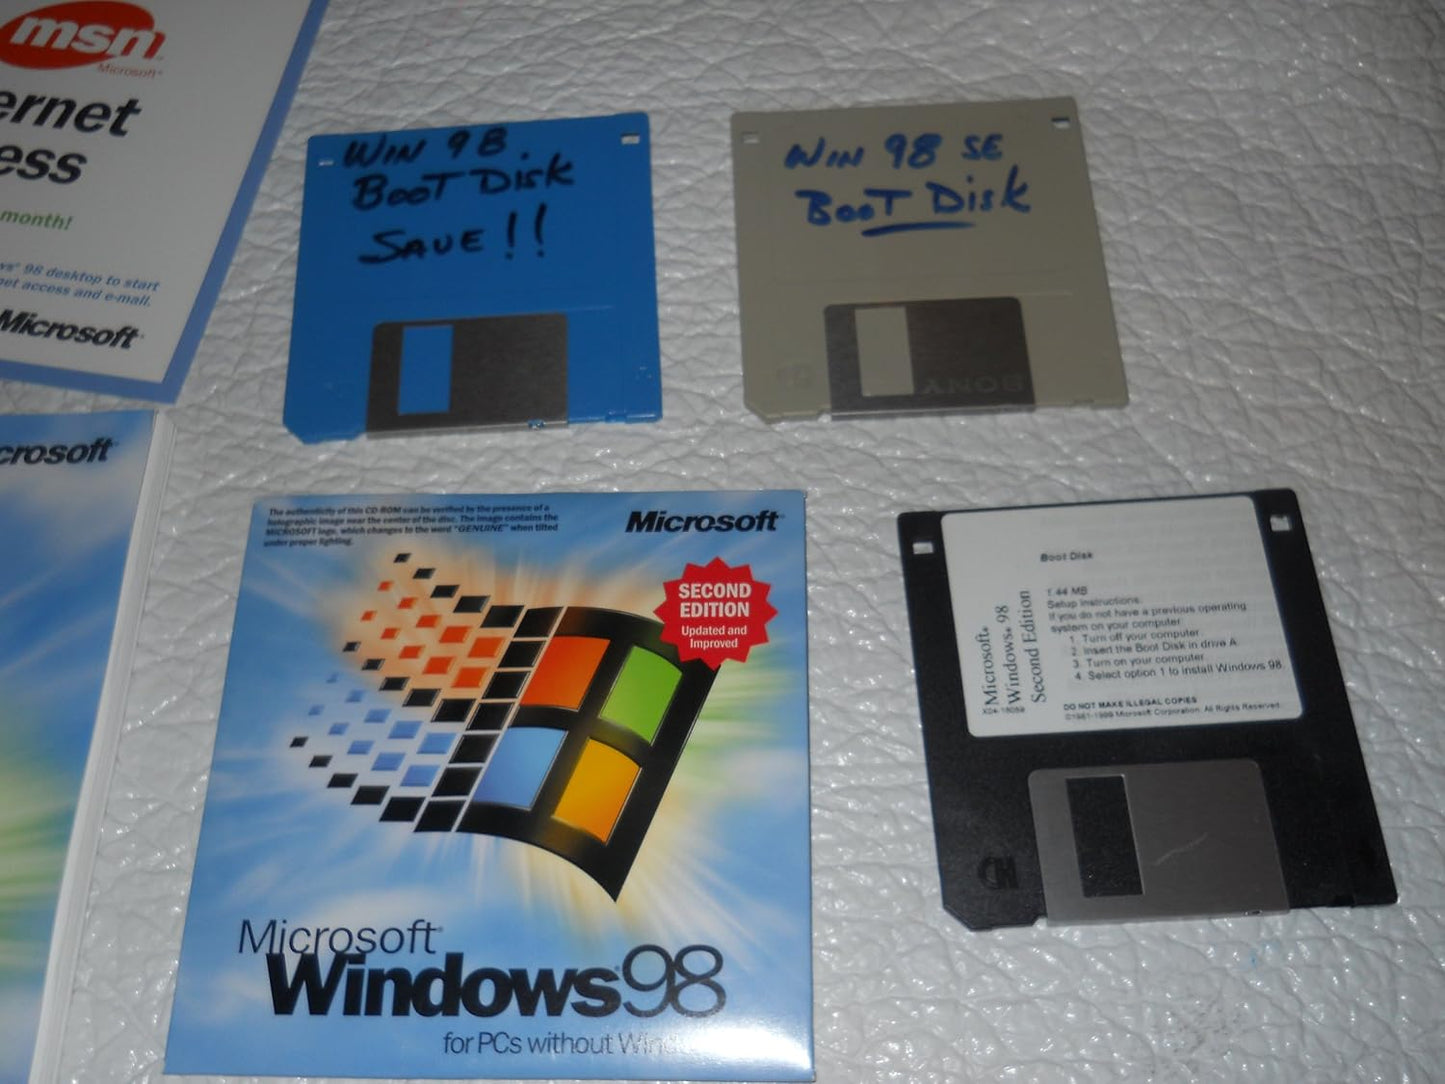 msn
Microsoft
ernet
ess
month!
98 desktop to start
net access and e-mail.
Microsoft
WIN 98
BOOT DISK
SAVE!!
WIN 98 SE
BOOT DISK
SONY
crosoft
The authenticity of this CD-ROM can be verified by the presence of a
holographic image near the center of the disc. The image contains the
MICROSOFT logo, which changes to the word "GENUINE" when tilted
under proper lighting.
Microsoft
SECOND
EDITION
Updated and
Improved
Microsoft
Windows 98
for PCs without Windo
Boot Disk
1.44 MB
Setup Instructions:
If you do not have a previous operating
system on your computer
1. Turn off your computer.
2. Insert the Boot Disk in drive A.
3. Turn on your computer.
4. Select option 1 to install Windows 98.
Microsoft®
Windows® 98
Second Edition
X04-16059
DO NOT MAKE ILLEGAL COPIES
©1981-1999 Microsoft Corporation. All Rights Reserved.
HD